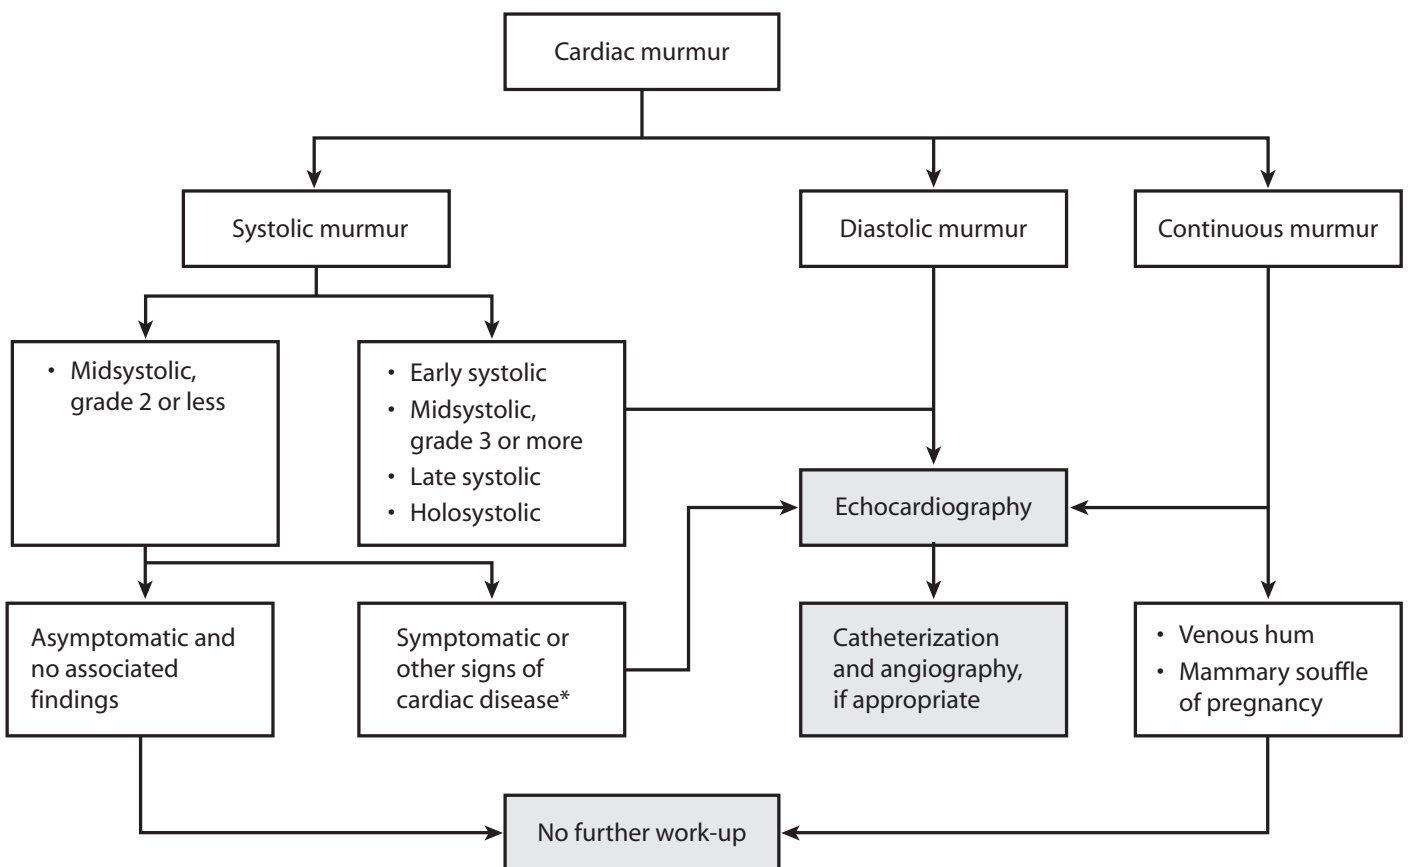 Cardiac murmur
Systolic murmur
Diastolic murmur
Continuous murmur
• Midsystolic,
grade 2 or less
• Early systolic
• Midsystolic,
grade 3 or more
• Late systolic
• Holosystolic
Echocardiography
Asymptomatic and
no associated
findings
Symptomatic or
other signs of
cardiac disease*
Catheterization
and angiography,
if appropriate
• Venous hum
• Mammary souffle
of pregnancy
No further work-up